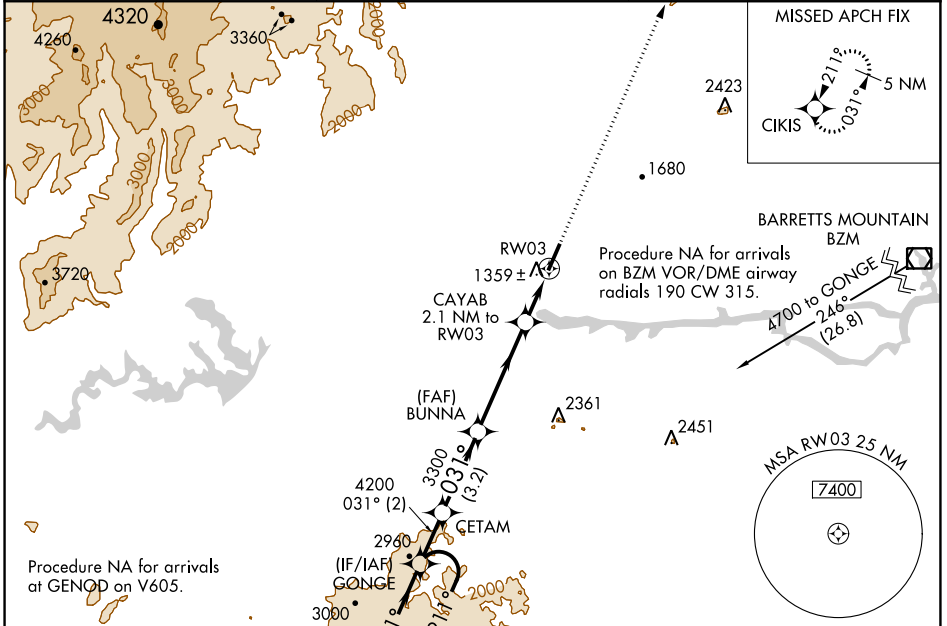 4320
4260
3360
3000
3000
2000
3000
2000
3720
MISSED APCH FIX
211°
031°
5 NM
CIKIS
2423
1680
BARRETTS MOUNTAIN
BZM
RW03
1359 ±
Procedure NA for arrivals
on BZM VOR/DME airway
radials 190 CW 315.
4700 to GONGE
246°
(26.8)
CAYAB
2.1 NM to
RW03
(FAF)
BUNNA
2361
2451
3300
031°
(3.2)
MSA RW03 25 NM
7400
4200
031° (2)
CETAM
2960
(IF/IAF)
GONGE
2000
3000
Procedure NA for arrivals
at GENOD on V605.